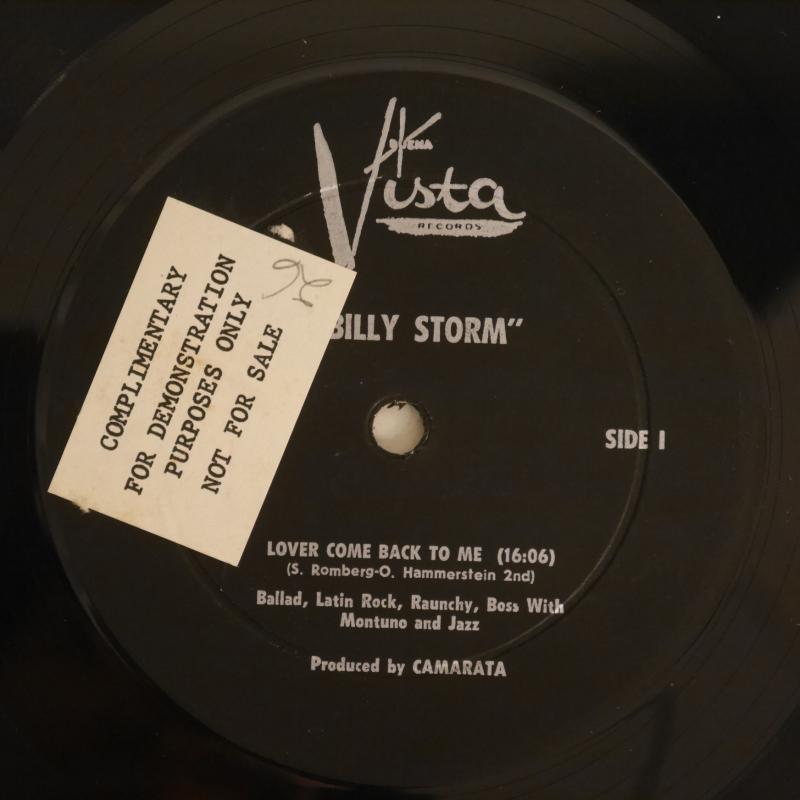 BUENA
Vista
RECORDS
COMPLIMENTARY
FOR DEMONSTRATION
PURPOSES ONLY
NOT FOR SALE
BILLY STORM"
SIDE I
LOVER COME BACK TO ME (16:06)
(S. Romberg-O. Hammerstein 2nd)
Ballad, Latin Rock, Raunchy, Boss With
Montuno and Jazz
Produced by CAMARATA